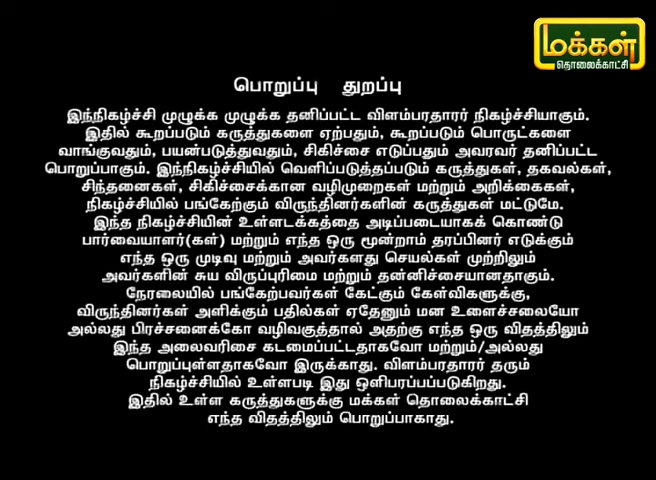 மக்கள்
தொலைக்காட்சி
பொறுப்பு துறப்பு
இந்நிகழ்ச்சி முழுக்க முழுக்க தனிப்பட்ட விளம்பரதாரர் நிகழ்ச்சியாகும்.
இதில் கூறப்படும் கருத்துகளை ஏற்பதும், கூறப்படும் பொருட்களை
வாங்குவதும், பயன்படுத்துவதும், சிகிச்சை எடுப்பதும் அவரவர் தனிப்பட்ட
பொறுப்பாகும். இந்நிகழ்ச்சியில் வெளிப்படுத்தப்படும் கருத்துகள், தகவல்கள்,
சிந்தனைகள், சிகிச்சைக்கான வழிமுறைகள் மற்றும் அறிக்கைகள்,
நிகழ்ச்சியில் பங்கேற்கும் விருந்தினர்களின் கருத்துகள் மட்டுமே.
இந்த நிகழ்ச்சியின் உள்ளடக்கத்தை அடிப்படையாகக் கொண்டு
பார்வையாளர்(கள்) மற்றும் எந்த ஒரு மூன்றாம் தரப்பினர் எடுக்கும்
எந்த ஒரு முடிவு மற்றும் அவர்களது செயல்கள் முற்றிலும்
அவர்களின் சுய விருப்புரிமை மற்றும் தன்னிச்சையானதாகும்.
நேரலையில் பங்கேற்பவர்கள் கேட்கும் கேள்விகளுக்கு,
விருந்தினர்கள் அளிக்கும் பதில்கள் ஏதேனும் மன உளைச்சலையோ
அல்லது பிரச்சனைக்கோ வழிவகுத்தால் அதற்கு எந்த ஒரு விதத்திலும்
இந்த அலைவரிசை கடமைப்பட்டதாகவோ மற்றும்/அல்லது
பொறுப்புள்ளதாகவோ இருக்காது. விளம்பரதாரர் தரும்
நிகழ்ச்சியில் உள்ளபடி இது ஒளிபரப்பப்படுகிறது.
இதில் உள்ள கருத்துகளுக்கு மக்கள் தொலைக்காட்சி
எந்த விதத்திலும் பொறுப்பாகாது.